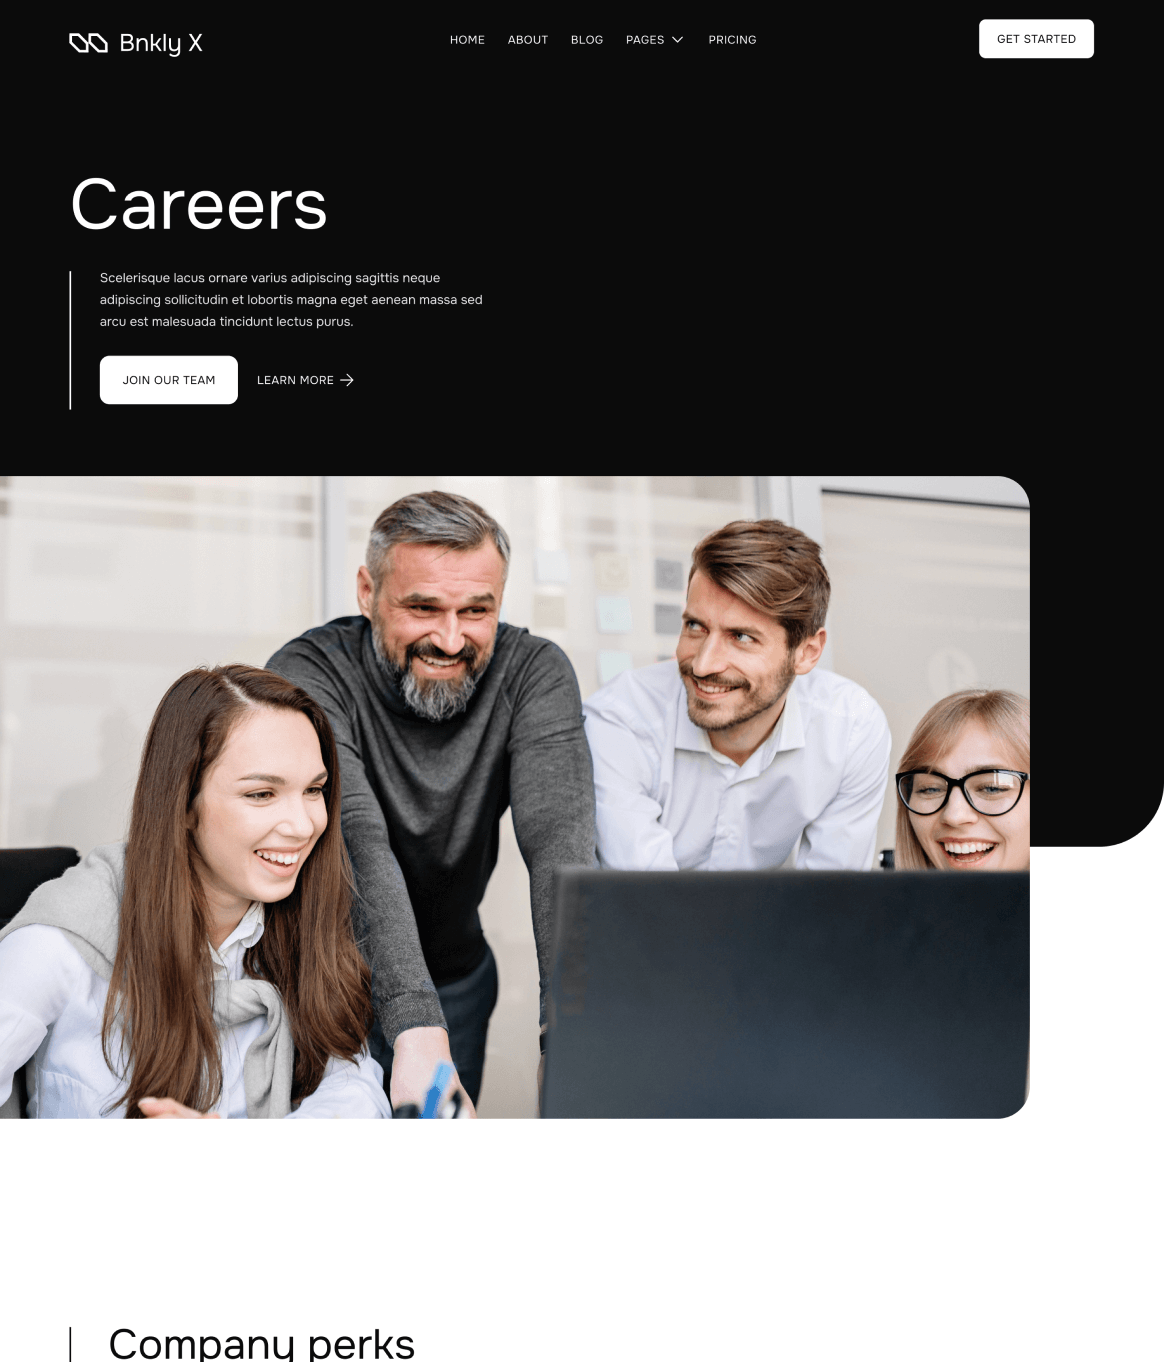 Bnkly X
HOME ABOUT BLOG PAGES PRICING
GET STARTED
Careers
Scelerisque lacus ornare varius adipiscing sagittis neque
adipiscing sollicitudin et lobortis magna eget aenean massa sed
arcu est malesuada tincidunt lectus purus.
JOIN OUR TEAM LEARN MORE
Company perks